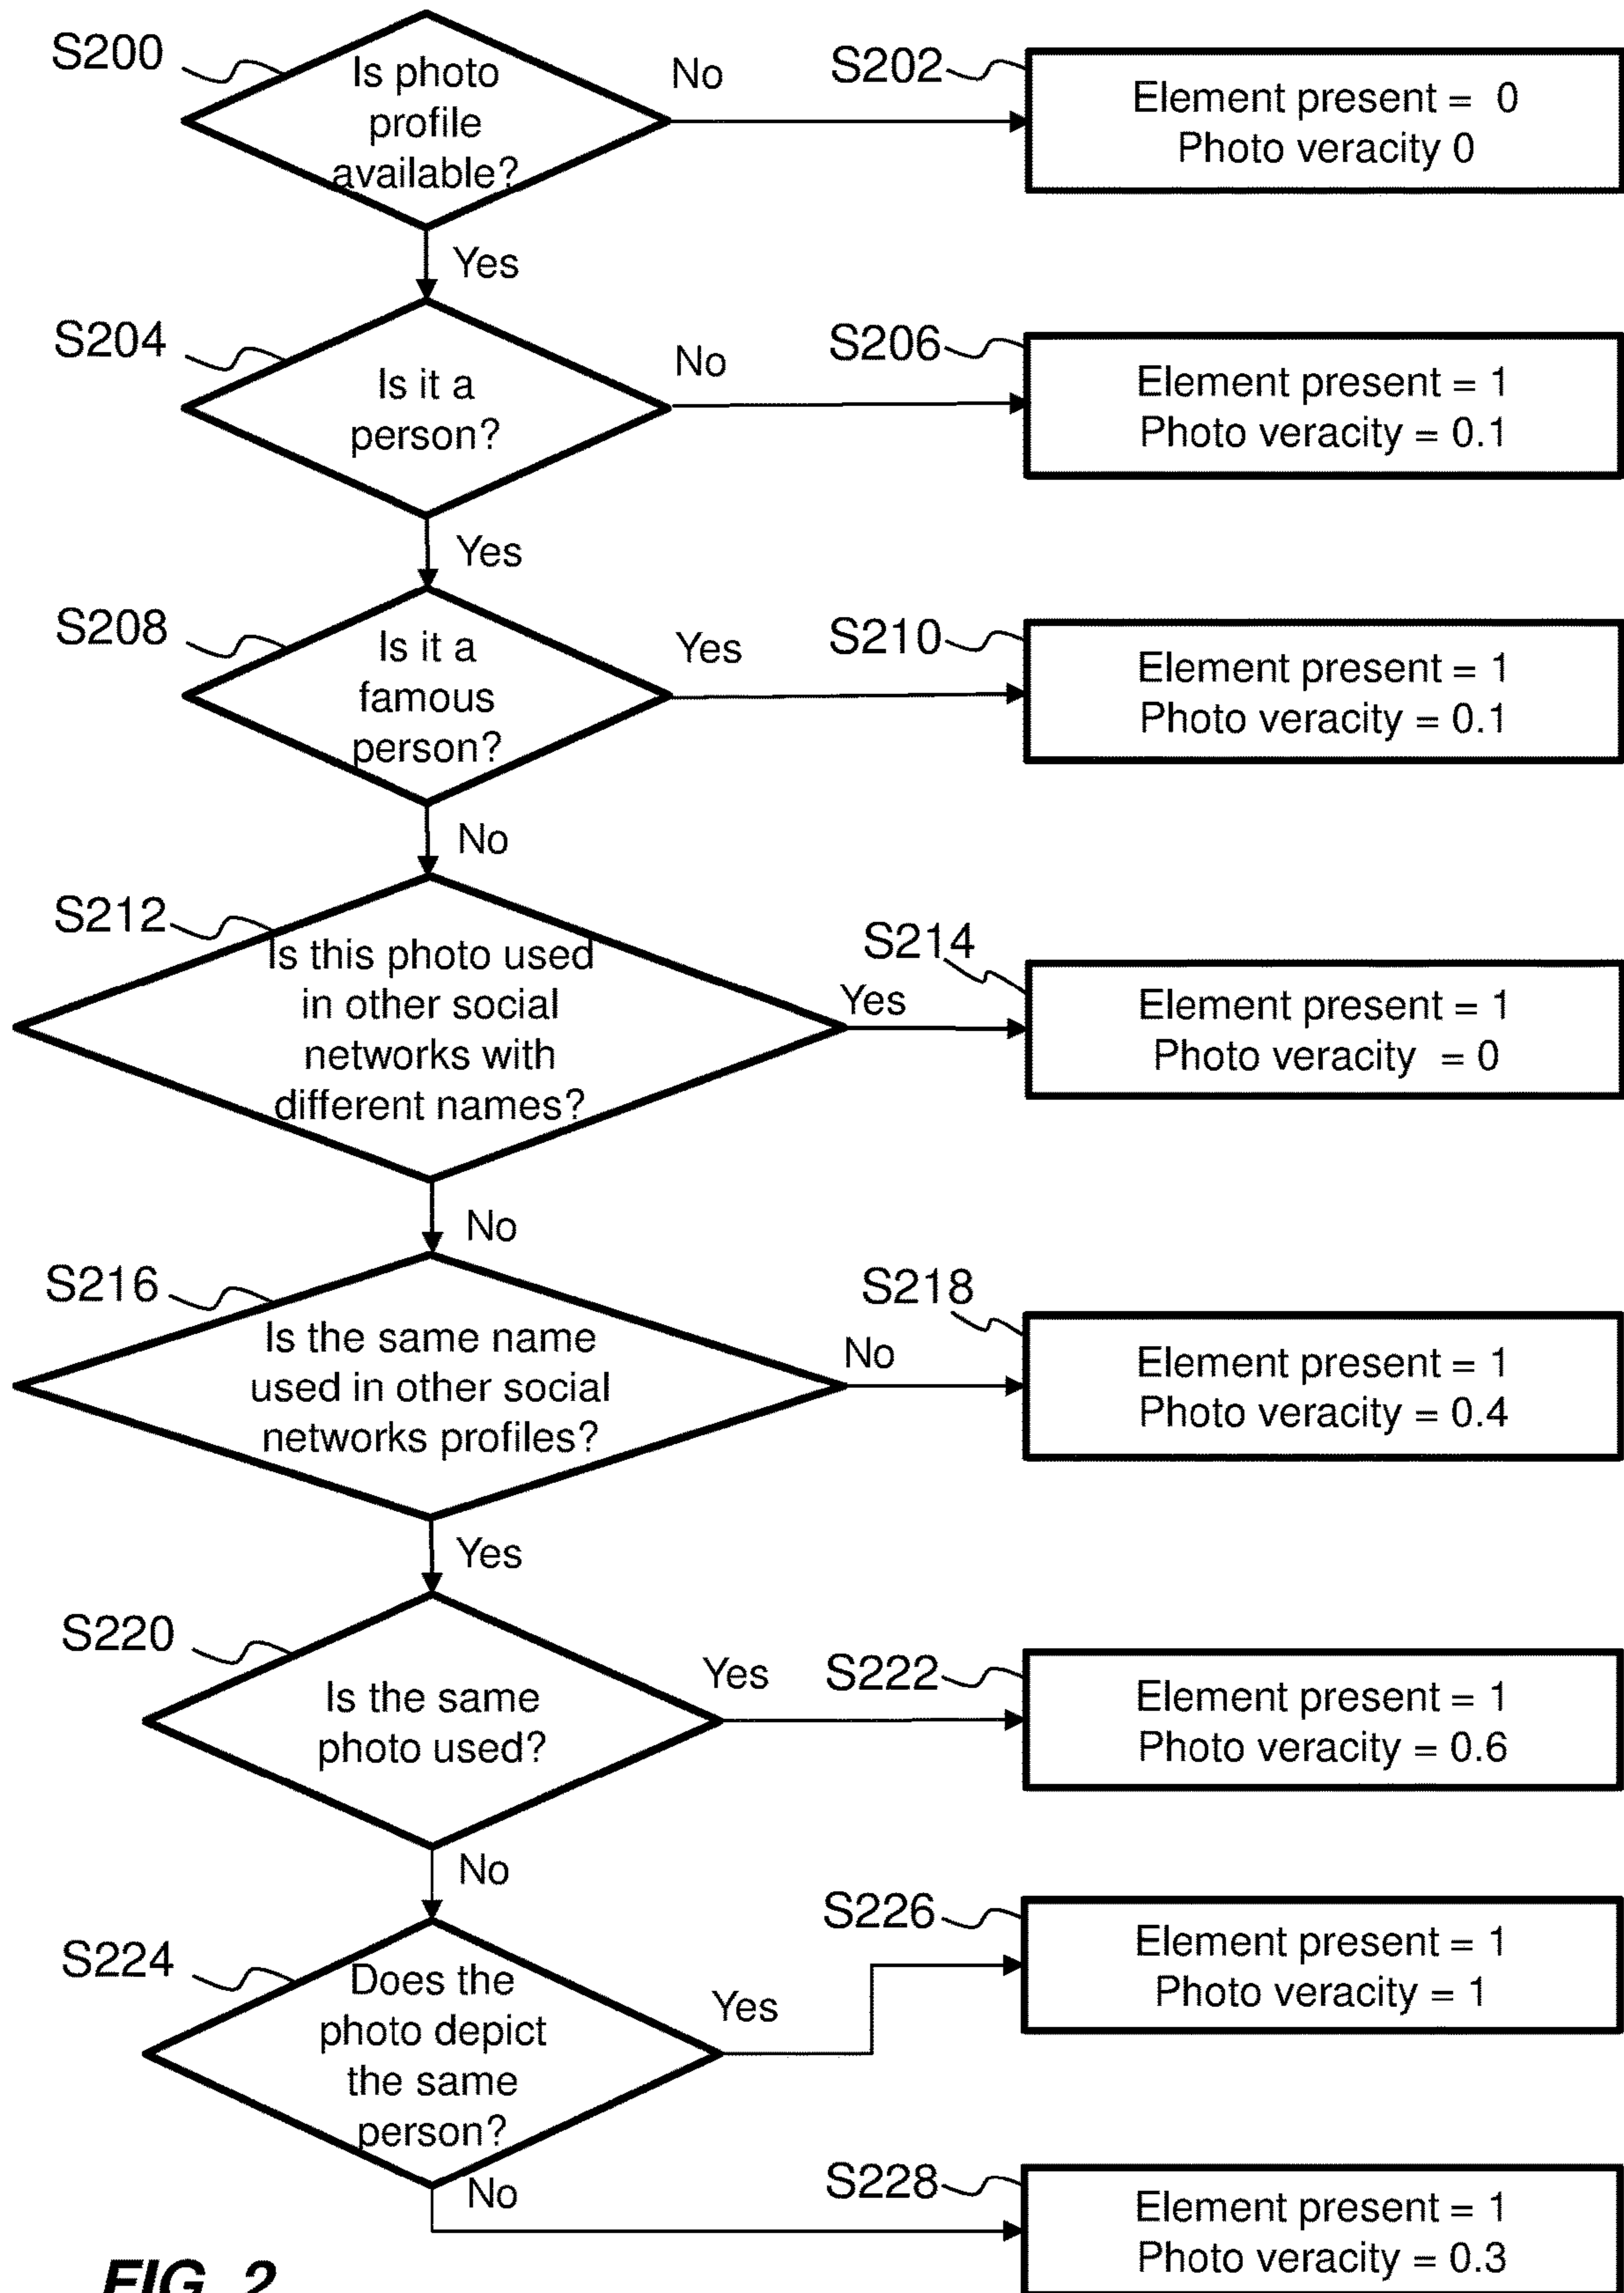 S200
Is photo
profile
available?
No
S202
Element present = 0
Photo veracity 0
Yes
S204
Is it a
person?
No
S206
Element present = 1
Photo veracity = 0.1
Yes
S208
Is it a
famous
person?
Yes
S210
Element present = 1
Photo veracity = 0.1
No
S212
Is this photo used
in other social
networks with
different names?
Yes
S214
Element present = 1
Photo veracity = 0
No
S216
Is the same name
used in other social
networks profiles?
No
S218
Element present = 1
Photo veracity = 0.4
Yes
S220
Is the same
photo used?
Yes
S222
Element present = 1
Photo veracity = 0.6
No
S224
Does the
photo depict
the same
person?
Yes
S226
Element present = 1
Photo veracity = 1
No
S228
Element present = 1
Photo veracity = 0.3
FIG. 2